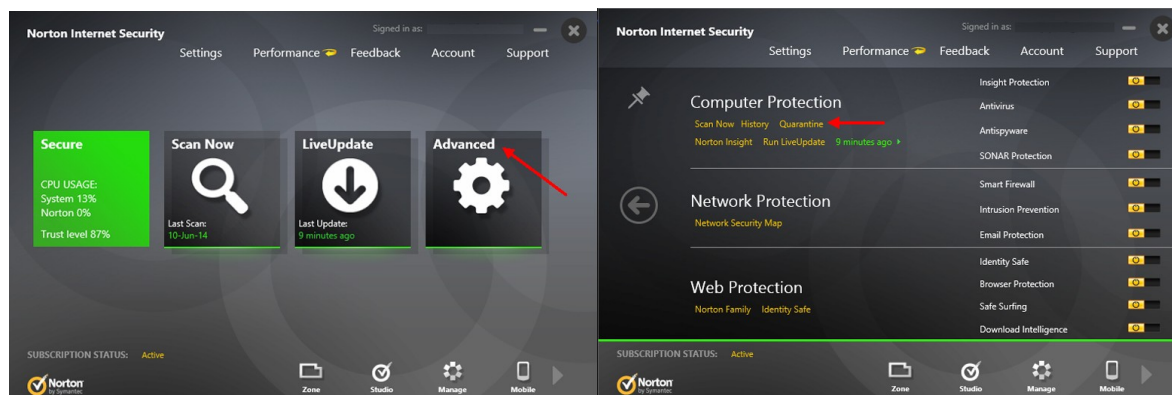 Norton Internet Security
Signed in as:
Settings Performance Feedback Account Support
Secure
CPU USAGE:
System 13%
Norton 0%
Trust level 87%
Scan Now
Last Scan:
10-Jun-14
LiveUpdate
Last Update:
9 minutes ago
Advanced
SUBSCRIPTION STATUS: Active
Norton
by Symantec
Zone Studio Manage Mobile
Norton Internet Security
Signed in as:
Settings Performance Feedback Account Support
Computer Protection
Scan Now History Quarantine
Norton Insight Run LiveUpdate 9 minutes ago
Insight Protection
Antivirus
Antispyware
SONAR Protection
Network Protection
Network Security Map
Smart Firewall
Intrusion Prevention
Email Protection
Web Protection
Norton Family Identity Safe
Identity Safe
Browser Protection
Safe Surfing
Download Intelligence
SUBSCRIPTION STATUS: Active
Norton
by Symantec
Zone Studio Manage Mobile